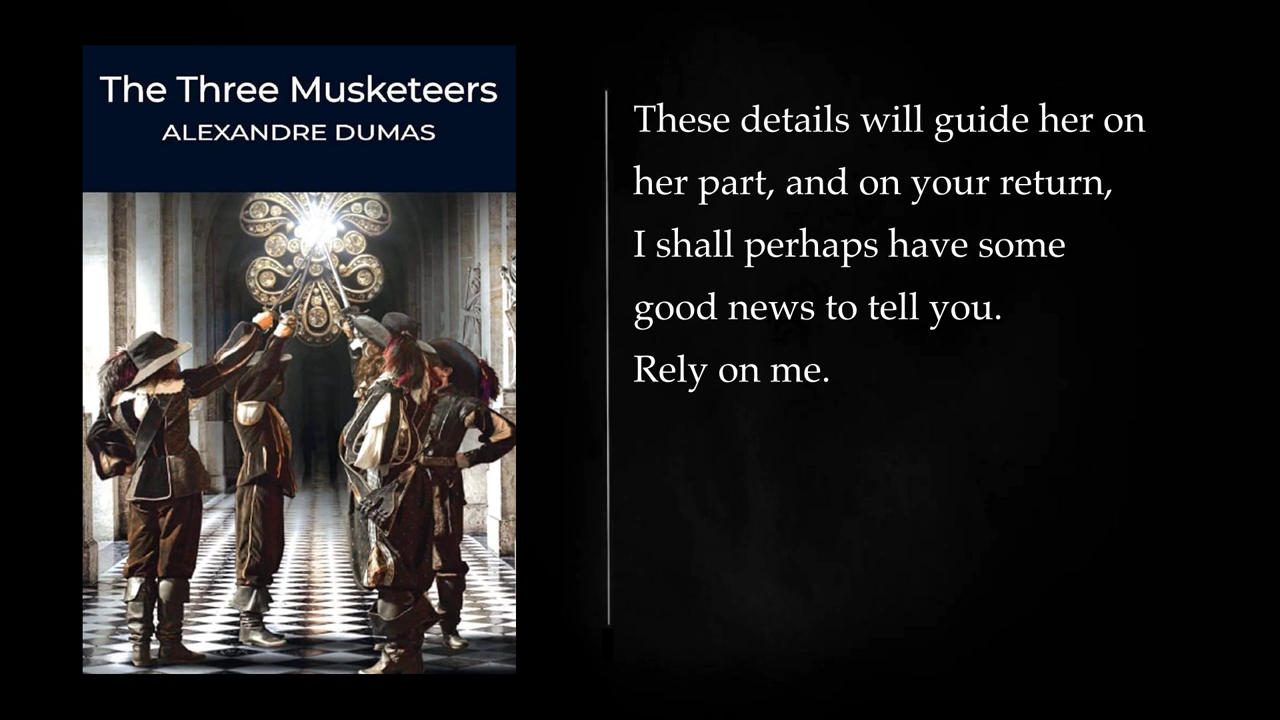 The Three Musketeers
ALEXANDRE DUMAS
These details will guide her on
her part, and on your return,
I shall perhaps have some
good news to tell you.
Rely on me.